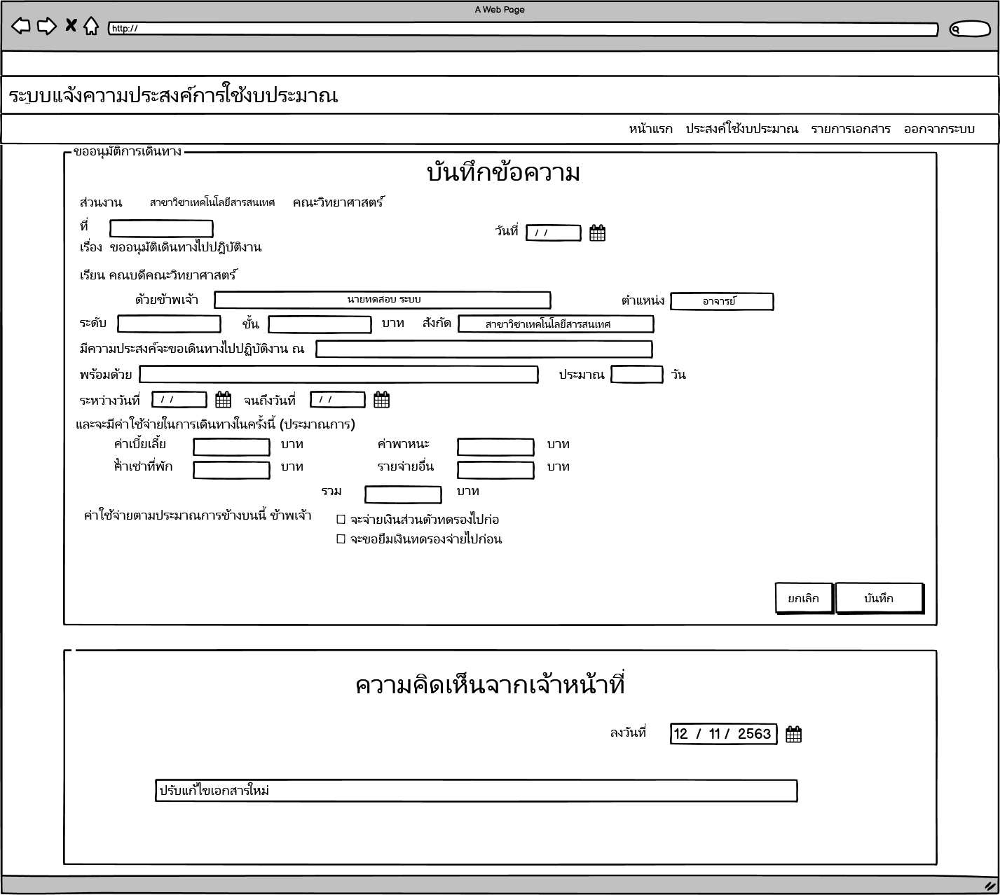 A Web Page
http://
ระบบแจ้งความประสงค์การใช้งบประมาณ
หน้าแรก ประสงค์ใช้งบประมาณ รายการเอกสาร ออกจากระบบ
ขออนุมัติการเดินทาง
บันทึกข้อความ
ส่วนงาน สาขาวิชาเทคโนโลยีสารสนเทศ คณะวิทยาศาสตร์
ที่ วันที่ / /
เรื่อง ขออนุมัติเดินทางไปปฏิบัติงาน
เรียน คณบดีคณะวิทยาศาสตร์
ด้วยข้าพเจ้า นายทดสอบ ระบบ ตำแหน่ง อาจารย์
ระดับ ขั้น บาท สังกัด สาขาวิชาเทคโนโลยีสารสนเทศ
มีความประสงค์จะขอเดินทางไปปฏิบัติงาน ณ
พร้อมด้วย ประมาณ วัน
ระหว่างวันที่ / / จนถึงวันที่ / /
และจะมีค่าใช้จ่ายในการเดินทางในครั้งนี้ (ประมาณการ)
ค่าเบี้ยเลี้ย บาท ค่าพาหนะ บาท
ค่าเช่าที่พัก บาท รายจ่ายอื่น บาท
รวม บาท
ค่าใช้จ่ายตามประมาณการข้างบนนี้ ข้าพเจ้า จะจ่ายเงินส่วนตัวทดรองไปก่อ
จะขอยืมเงินทดรองจ่ายไปก่อน
ยกเลิก บันทึก
ความคิดเห็นจากเจ้าหน้าที่
ลงวันที่ 12 / 11 / 2563
ปรับแก้ไขเอกสารใหม่